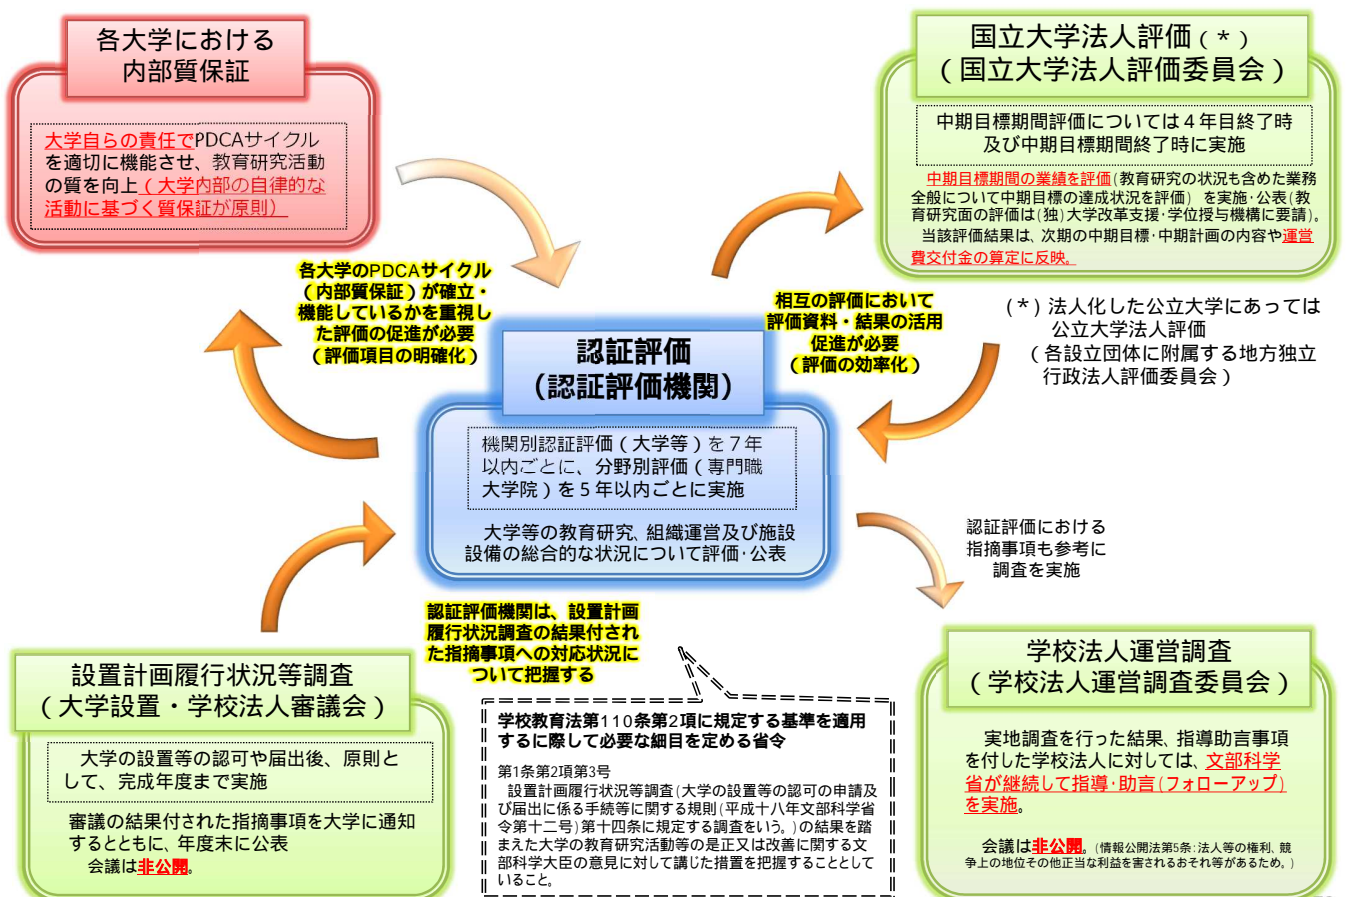 各大学における
内部質保証
大学自らの責任でPDCAサイクル
を適切に機能させ、教育研究活動
の質を向上（大学内部の自律的な
活動に基づく質保証が原則）
国立大学法人評価（*）
（国立大学法人評価委員会）
中期目標期間評価については４年目終了時
及び中期目標期間終了時に実施
中期目標期間の業績を評価(教育研究の状況も含めた業務
全般について中期目標の達成状況を評価) を実施・公表(教
育研究面の評価は(独)大学改革支援・学位授与機構に要請)。
当該評価結果は、次期の中期目標・中期計画の内容や運営
費交付金の算定に反映。
(*) 法人化した公立大学にあっては
公立大学法人評価
（各設立団体に附属する地方独立
行政法人評価委員会）
各大学のPDCAサイクル
（内部質保証）が確立・
機能しているかを重視し
た評価の促進が必要
（評価項目の明確化）
相互の評価において
評価資料・結果の活用
促進が必要
（評価の効率化）
認証評価
（認証評価機関）
機関別認証評価（大学等）を７年
以内ごとに、分野別評価（専門職
大学院）を５年以内ごとに実施
大学等の教育研究、組織運営及び施設
設備の総合的な状況について評価・公表
認証評価における
指摘事項も参考に
調査を実施
認証評価機関は、設置計画
履行状況調査の結果付され
た指摘事項への対応状況に
ついて把握する
設置計画履行状況等調査
（大学設置・学校法人審議会）
大学の設置等の認可や届出後、原則と
して、完成年度まで実施
審議の結果付された指摘事項を大学に通知
するとともに、年度末に公表
会議は非公開。
学校教育法第110条第2項に規定する基準を適用
するに際して必要な細目を定める省令
第1条第2項第3号
設置計画履行状況等調査(大学の設置等の認可の申請及
び届出に係る手続等に関する規則(平成十八年文部科学省
令第十二号)第十四条に規定する調査をいう。)の結果を踏
まえた大学の教育研究活動等の是正又は改善に関する文
部科学大臣の意見に対して講じた措置を把握することとして
いること。
学校法人運営調査
（学校法人運営調査委員会）
実地調査を行った結果、指導助言事項
を付した学校法人に対しては、文部科学
省が継続して指導・助言(フォローアップ)
を実施。
会議は非公開。(情報公開法第5条:法人等の権利、競
争上の地位その他正当な利益を害されるおそれ等があるため。)